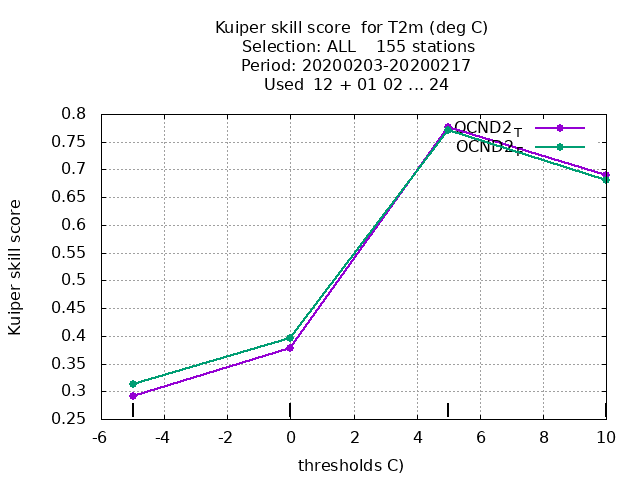 Kuiper skill score  for T2m (deg C)
Selection: ALL    155 stations
Period: 20200203-20200217
Used  12 + 01 02 ... 24
OCND2_T
OCND2_F
0.8
0.75
0.7
0.65
0.6
0.55
0.5
0.45
0.4
0.35
0.3
0.25
Kuiper skill score
-6 -4 -2 0 2 4 6 8 10
thresholds C)